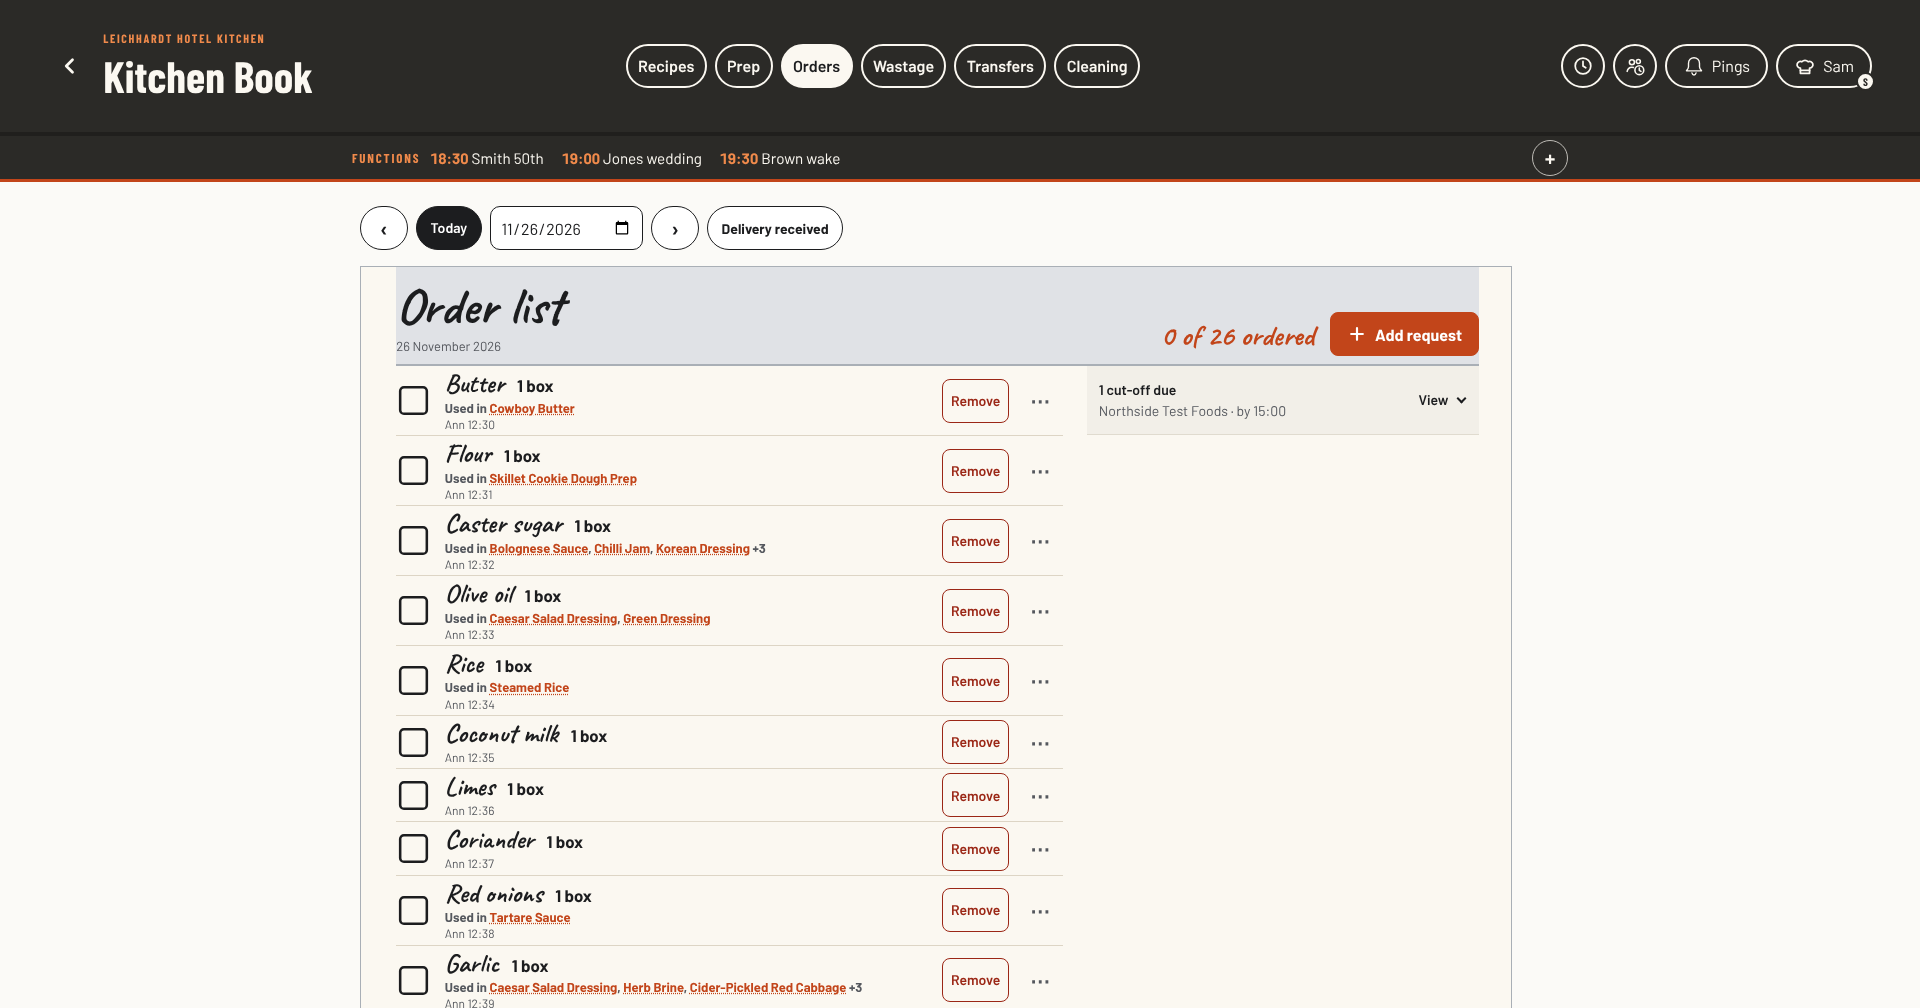 LEICHHARDT HOTEL KITCHEN
Kitchen Book
Recipes Prep Orders Wastage Transfers Cleaning
Pings Sam S
FUNCTIONS 18:30 Smith 50th 19:00 Jones wedding 19:30 Brown wake +
‹ Today 11/26/2026 › Delivery received
Order list
26 November 2026
0 of 26 ordered + Add request
1 cut-off due
Northside Test Foods · by 15:00
View
Butter 1 box
Used in Cowboy Butter
Ann 12:30
Remove ...
Flour 1 box
Used in Skillet Cookie Dough Prep
Ann 12:31
Remove ...
Caster sugar 1 box
Used in Bolognese Sauce, Chilli Jam, Korean Dressing +3
Ann 12:32
Remove ...
Olive oil 1 box
Used in Caesar Salad Dressing, Green Dressing
Ann 12:33
Remove ...
Rice 1 box
Used in Steamed Rice
Ann 12:34
Remove ...
Coconut milk 1 box
Ann 12:35
Remove ...
Limes 1 box
Ann 12:36
Remove ...
Coriander 1 box
Ann 12:37
Remove ...
Red onions 1 box
Used in Tartare Sauce
Ann 12:38
Remove ...
Garlic 1 box
Used in Caesar Salad Dressing, Herb Brine, Cider-Pickled Red Cabbage +3
Ann 12:39
Remove ...